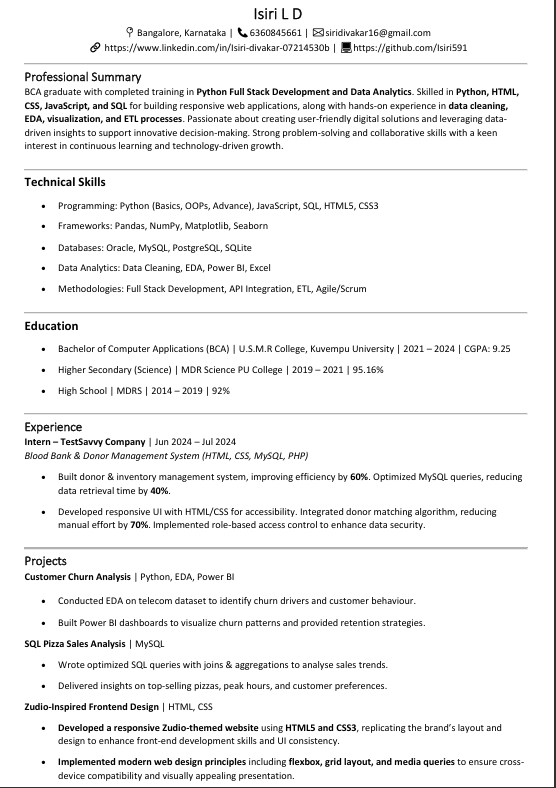 Isiri L D
Bangalore, Karnataka | 6360845661 | siridivakar16@gmail.com
https://www.linkedin.com/in/Isiri-divakar-07214530b | https://github.com/Isiri591
Professional Summary
BCA graduate with completed training in Python Full Stack Development and Data Analytics. Skilled in Python, HTML,
CSS, JavaScript, and SQL for building responsive web applications, along with hands-on experience in data cleaning,
EDA, visualization, and ETL processes. Passionate about creating user-friendly digital solutions and leveraging data-
driven insights to support innovative decision-making. Strong problem-solving and collaborative skills with a keen
interest in continuous learning and technology-driven growth.
Technical Skills
• Programming: Python (Basics, OOPs, Advance), JavaScript, SQL, HTML5, CSS3
• Frameworks: Pandas, NumPy, Matplotlib, Seaborn
• Databases: Oracle, MySQL, PostgreSQL, SQLite
• Data Analytics: Data Cleaning, EDA, Power BI, Excel
• Methodologies: Full Stack Development, API Integration, ETL, Agile/Scrum
Education
• Bachelor of Computer Applications (BCA) | U.S.M.R College, Kuvempu University | 2021 – 2024 | CGPA: 9.25
• Higher Secondary (Science) | MDR Science PU College | 2019 – 2021 | 95.16%
• High School | MDRS | 2014 – 2019 | 92%
Experience
Intern – TestSavvy Company | Jun 2024 – Jul 2024
Blood Bank & Donor Management System (HTML, CSS, MySQL, PHP)
• Built donor & inventory management system, improving efficiency by 60%. Optimized MySQL queries, reducing
data retrieval time by 40%.
• Developed responsive UI with HTML/CSS for accessibility. Integrated donor matching algorithm, reducing
manual effort by 70%. Implemented role-based access control to enhance data security.
Projects
Customer Churn Analysis | Python, EDA, Power BI
• Conducted EDA on telecom dataset to identify churn drivers and customer behaviour.
• Built Power BI dashboards to visualize churn patterns and provided retention strategies.
SQL Pizza Sales Analysis | MySQL
• Wrote optimized SQL queries with joins & aggregations to analyse sales trends.
• Delivered insights on top-selling pizzas, peak hours, and customer preferences.
Zudio-Inspired Frontend Design | HTML, CSS
• Developed a responsive Zudio-themed website using HTML5 and CSS3, replicating the brand's layout and
design to enhance front-end development skills and UI consistency.
• Implemented modern web design principles including flexbox, grid layout, and media queries to ensure cross-
device compatibility and visually appealing presentation.